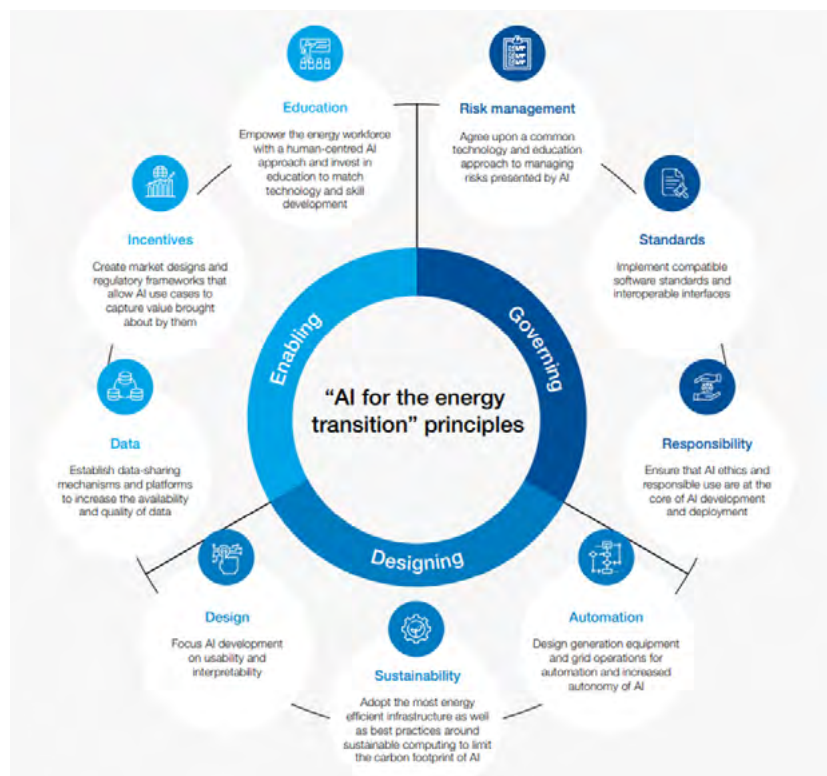 Education
Empower the energy workforce
with a human-centred AI
approach and invest in
education to match
technology and skill
development
Risk management
Agree upon a common
technology and education
approach to managing
risks presented by AI
Incentives
Create market designs and
regulatory frameworks that
allow AI use cases to
capture value brought
about by them
Standards
Implement compatible
software standards and
interoperable interfaces
Enabling
Governing
"AI for the energy
transition" principles
Designing
Data
Establish data-sharing
mechanisms and platforms
to increase the availability
and quality of data
Responsibility
Ensure that AI ethics and
responsible use are at the
core of AI development
and deployment
Design
Focus AI development
on usability and
interpretability
Sustainability
Adopt the most energy
efficient infrastructure as well
as best practices around
sustainable computing to limit
the carbon footprint of AI
Automation
Design generation equipment
and grid operations for
automation and increased
autonomy of AI